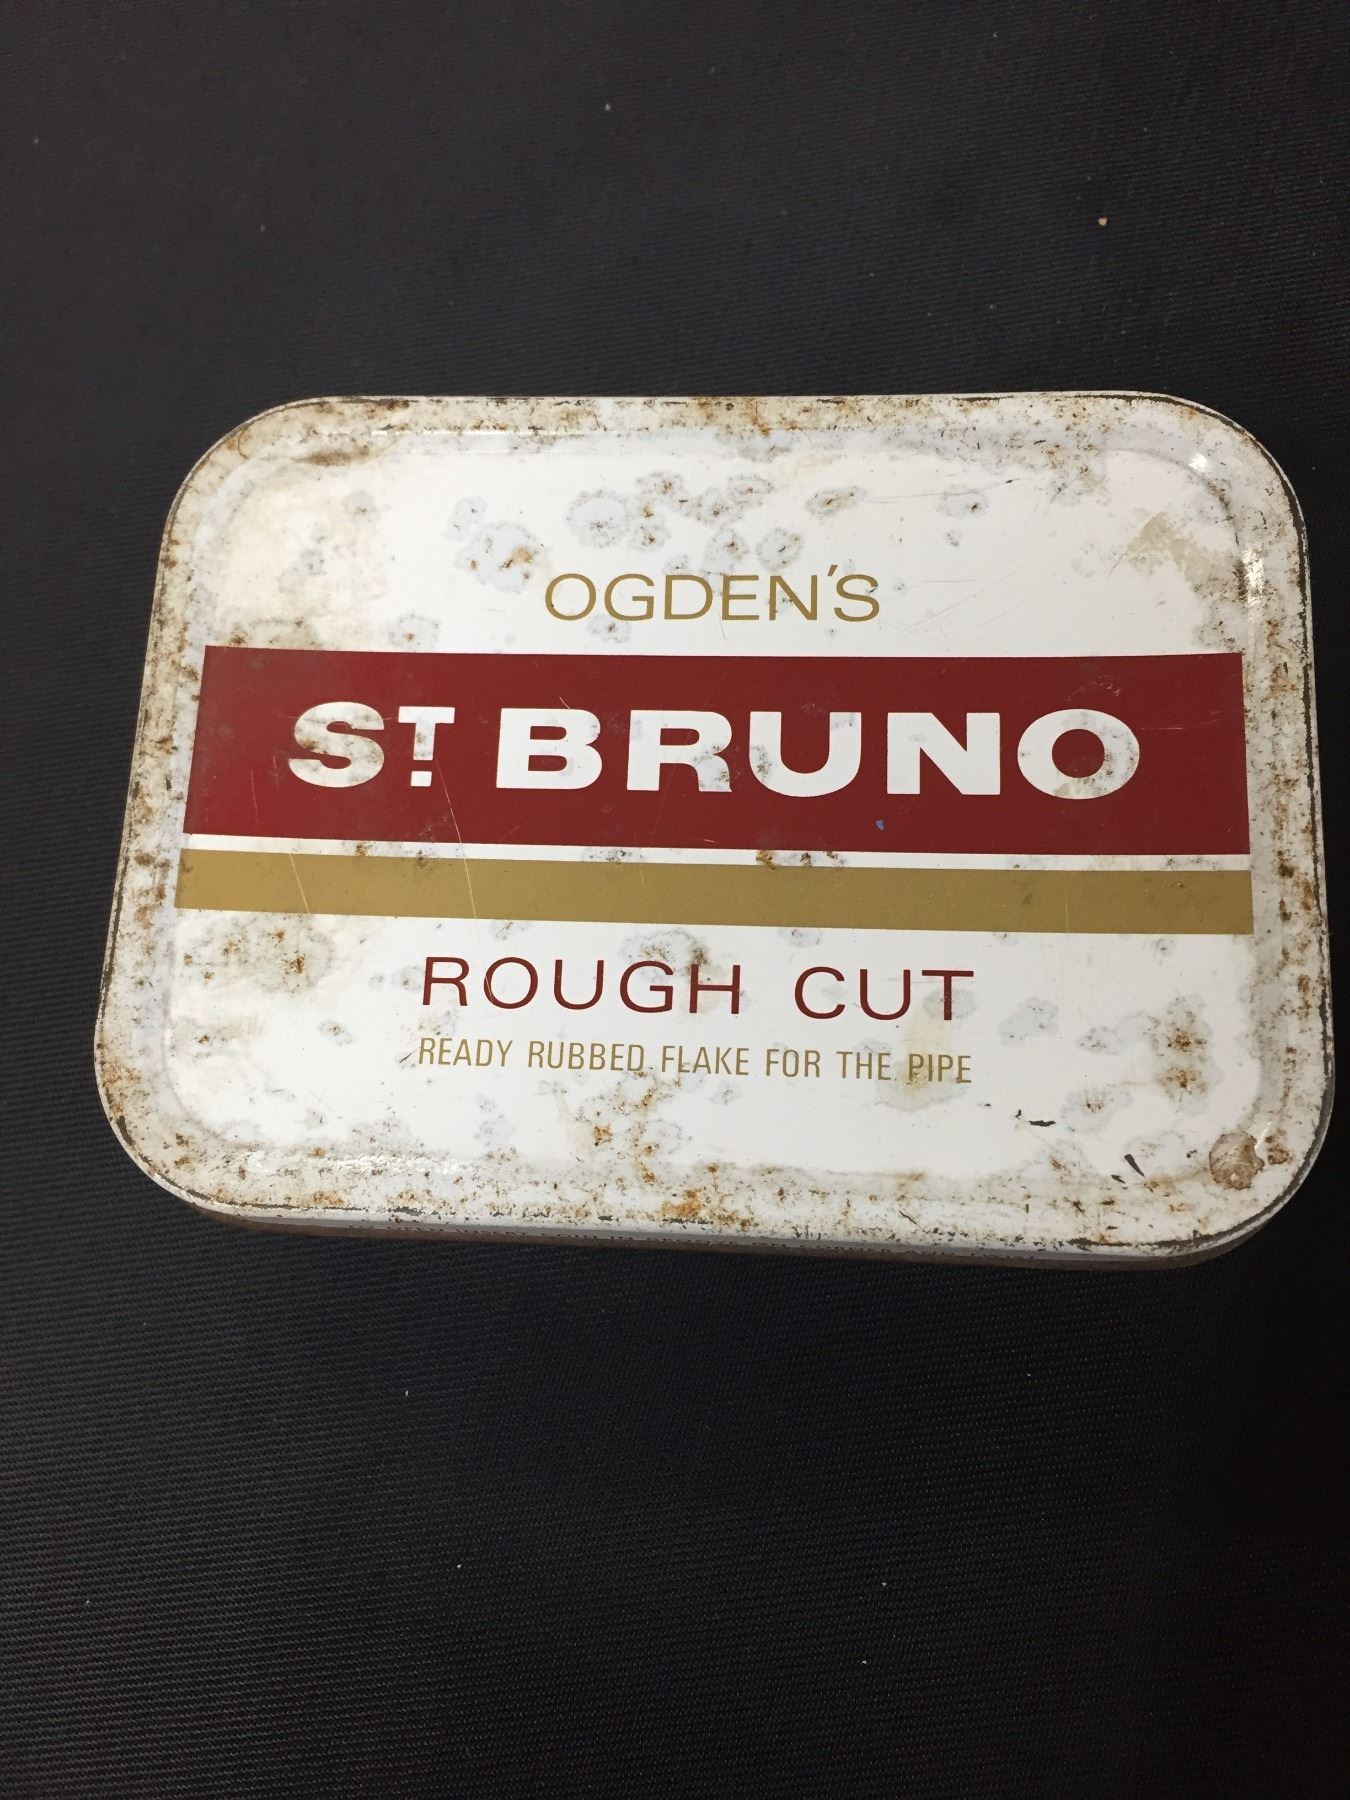 OGDEN'S
ST. BRUNO
ROUGH CUT
READY RUBBED FLAKE FOR THE PIPE